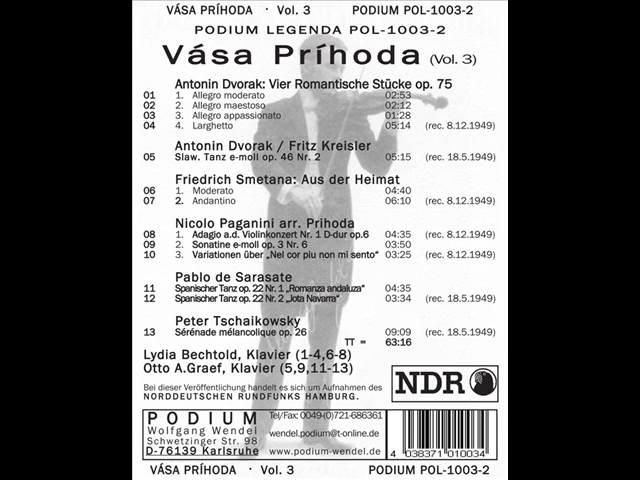 VÁSA PRÍHODA · Vol. 3 PODIUM POL-1003-2
PODIUM LEGENDA POL-1003-2
Vása Príhoda (Vol. 3)
Antonin Dvorak: Vier Romantische Stücke op. 75
01 1. Allegro moderato 02:53
02 2. Allegro maestoso 02:12
03 3. Allegro appassionato 01:28
04 4. Larghetto 05:14 (rec. 8.12.1949)
Antonin Dvorak / Fritz Kreisler
05 Slaw. Tanz e-moll op. 46 Nr. 2 05:15 (rec. 18.5.1949)
Friedrich Smetana: Aus der Heimat
06 1. Moderato 04:40
07 2. Andantino 06:10 (rec. 8.12.1949)
Nicolo Paganini arr. Prihoda
08 1. Adagio a.d. Violinkonzert Nr. 1 D-dur op.6 04:35 (rec. 8.12.1949)
09 2. Sonatine e-moll op. 3 Nr. 6 03:50
10 3. Variationen über „Nel cor piu non mi sento“ 03:25 (rec. 8.12.1949)
Pablo de Sarasate
11 Spanischer Tanz op. 22 Nr. 1 „Romanza andaluza“ 04:35
12 Spanischer Tanz op. 22 Nr. 2 „Jota Navarra“ 03:34 (rec. 18.5.1949)
Peter Tschaikowsky
13 Sérénade mélancolique op. 26 09:09 (rec. 18.5.1949)
TT = 63:16
Lydia Bechtold, Klavier (1-4,6-8)
Otto A.Graef, Klavier (5,9,11-13)
Bei dieser Veröffentlichung handelt es sich um Aufnahmen des
NORDDEUTSCHEN RUNDFUNKS HAMBURG.
NDR
PODIUM
Wolfgang Wendel
Schwetzinger Str. 98
D-76139 Karlsruhe
Tel/Fax: 0049-(0)721-686361
wendel.podium@t-online.de
www.podium-wendel.de
4 038371 010034
VÁSA PRÍHODA · Vol. 3 PODIUM POL-1003-2